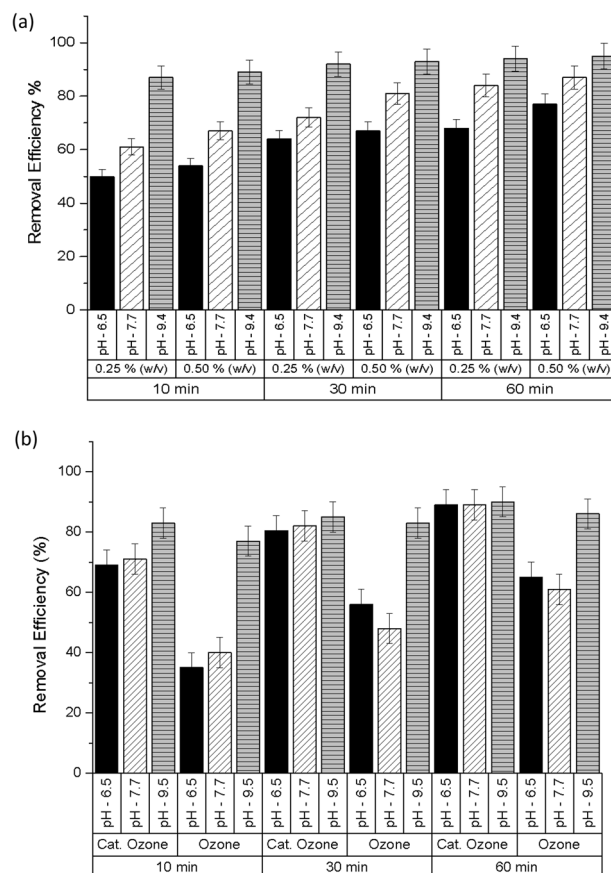 (a)
Removal Efficiency %
100
80
60
40
20
0
pH - 6.5 pH - 7.7 pH - 9.4 pH - 6.5 pH - 7.7 pH - 9.4 pH - 6.5 pH - 7.7 pH - 9.4 pH - 6.5 pH - 7.7 pH - 9.4 pH - 6.5 pH - 7.7 pH - 9.4 pH - 6.5 pH - 7.7 pH - 9.4
0.25 % (w/v) 0.50 % (w/v) 0.25 % (w/v) 0.50 % (w/v) 0.25 % (w/v) 0.50 % (w/v)
10 min 30 min 60 min
(b)
Removal Efficiency (%)
100
80
60
40
20
0
pH - 6.5 pH - 7.7 pH - 9.5 pH - 6.5 pH - 7.7 pH - 9.5 pH - 6.5 pH - 7.7 pH - 9.5 pH - 6.5 pH - 7.7 pH - 9.5 pH - 6.5 pH - 7.7 pH - 9.5 pH - 6.5 pH - 7.7 pH - 9.5
Cat. Ozone Ozone Cat. Ozone Ozone Cat. Ozone Ozone
10 min 30 min 60 min